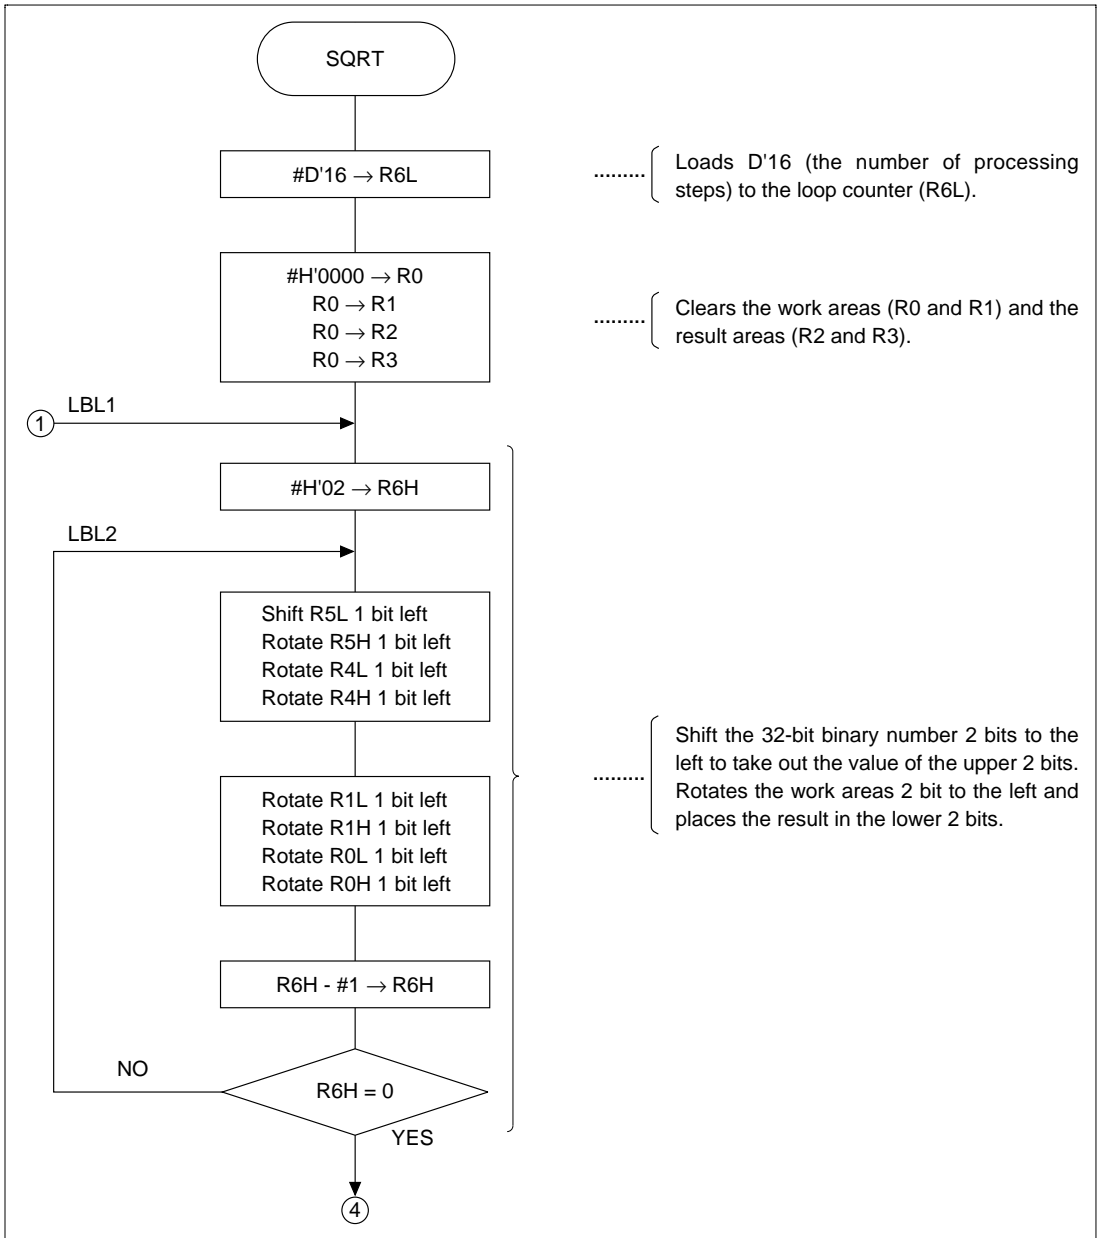 SQRT
#D'16 → R6L
......... Loads D'16 (the number of processing
steps) to the loop counter (R6L).
#H'0000 → R0
R0 → R1
R0 → R2
R0 → R3
......... Clears the work areas (R0 and R1) and the
result areas (R2 and R3).
1
LBL1
#H'02 → R6H
LBL2
Shift R5L 1 bit left
Rotate R5H 1 bit left
Rotate R4L 1 bit left
Rotate R4H 1 bit left
Rotate R1L 1 bit left
Rotate R1H 1 bit left
Rotate R0L 1 bit left
Rotate R0H 1 bit left
......... Shift the 32-bit binary number 2 bits to the
left to take out the value of the upper 2 bits.
Rotates the work areas 2 bit to the left and
places the result in the lower 2 bits.
R6H - #1 → R6H
NO
R6H = 0
YES
4